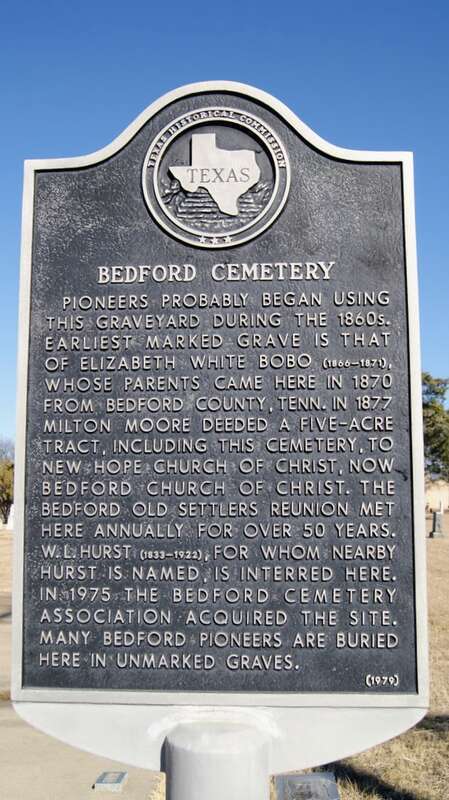 TEXAS HISTORICAL COMMISSION
TEXAS
BEDFORD CEMETERY
PIONEERS PROBABLY BEGAN USING
THIS GRAVEYARD DURING THE 1860s.
EARLIEST MARKED GRAVE IS THAT
OF ELIZABETH WHITE BOBO (1866–1871),
WHOSE PARENTS CAME HERE IN 1870
FROM BEDFORD COUNTY, TENN. IN 1877
MILTON MOORE DEEDED A FIVE-ACRE
TRACT, INCLUDING THIS CEMETERY, TO
NEW HOPE CHURCH OF CHRIST, NOW
BEDFORD CHURCH OF CHRIST. THE
BEDFORD OLD SETTLERS REUNION MET
HERE ANNUALLY FOR OVER 50 YEARS.
W. L. HURST (1833–1922), FOR WHOM NEARBY
HURST IS NAMED, IS INTERRED HERE.
IN 1975 THE BEDFORD CEMETERY
ASSOCIATION ACQUIRED THE SITE.
MANY BEDFORD PIONEERS ARE BURIED
HERE IN UNMARKED GRAVES.
(1979)